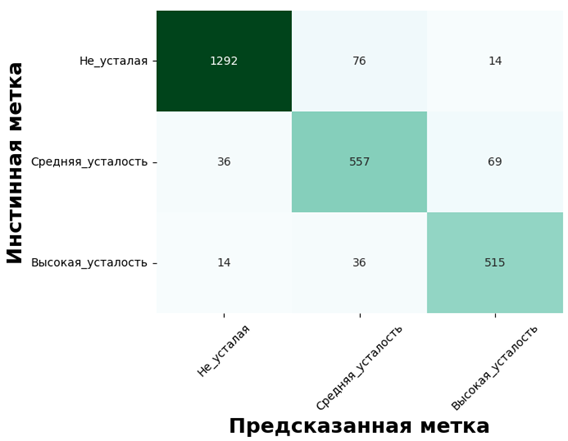 Инстинная метка
Не_усталая
1292
76
14
Средняя_усталость
36
557
69
Высокая_усталость
14
36
515
Не_усталая
Средняя_усталость
Высокая_усталость
Предсказанная метка